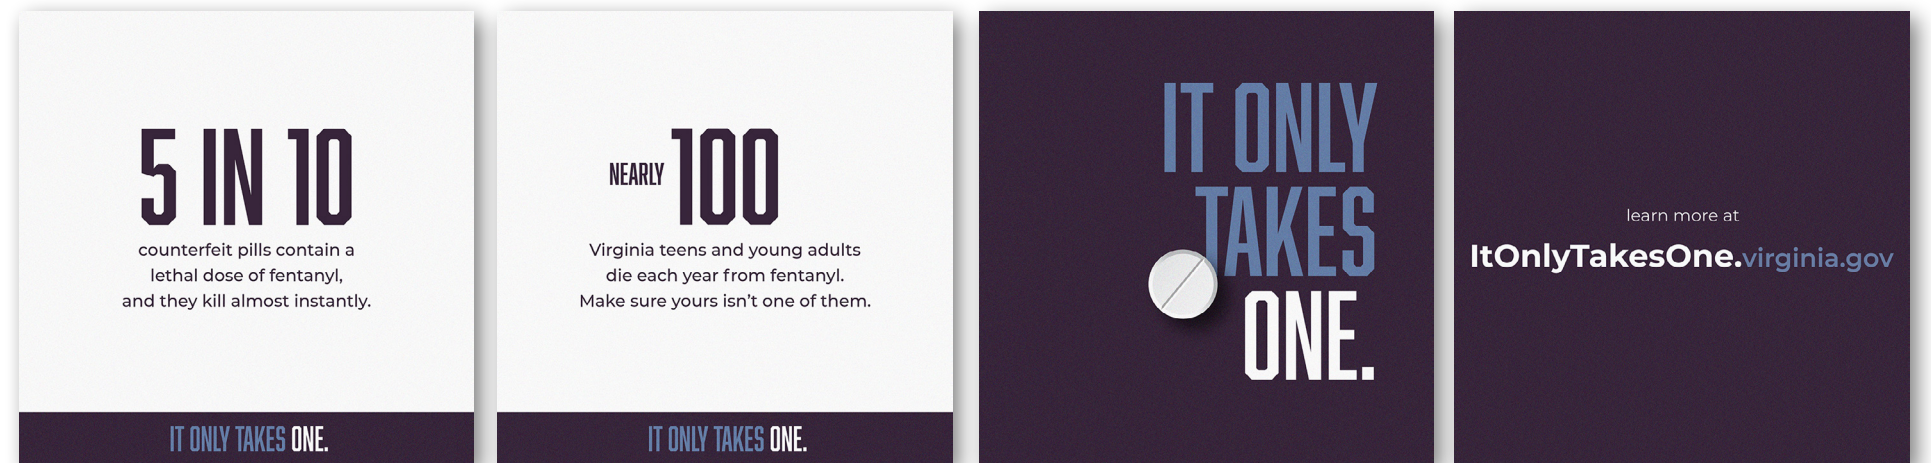 5 IN 10
counterfeit pills contain a
lethal dose of fentanyl,
and they kill almost instantly.
IT ONLY TAKES ONE.
NEARLY 100
Virginia teens and young adults
die each year from fentanyl.
Make sure yours isn't one of them.
IT ONLY TAKES ONE.
IT ONLY
TAKES
ONE.
learn more at
ItOnlyTakesOne.virginia.gov